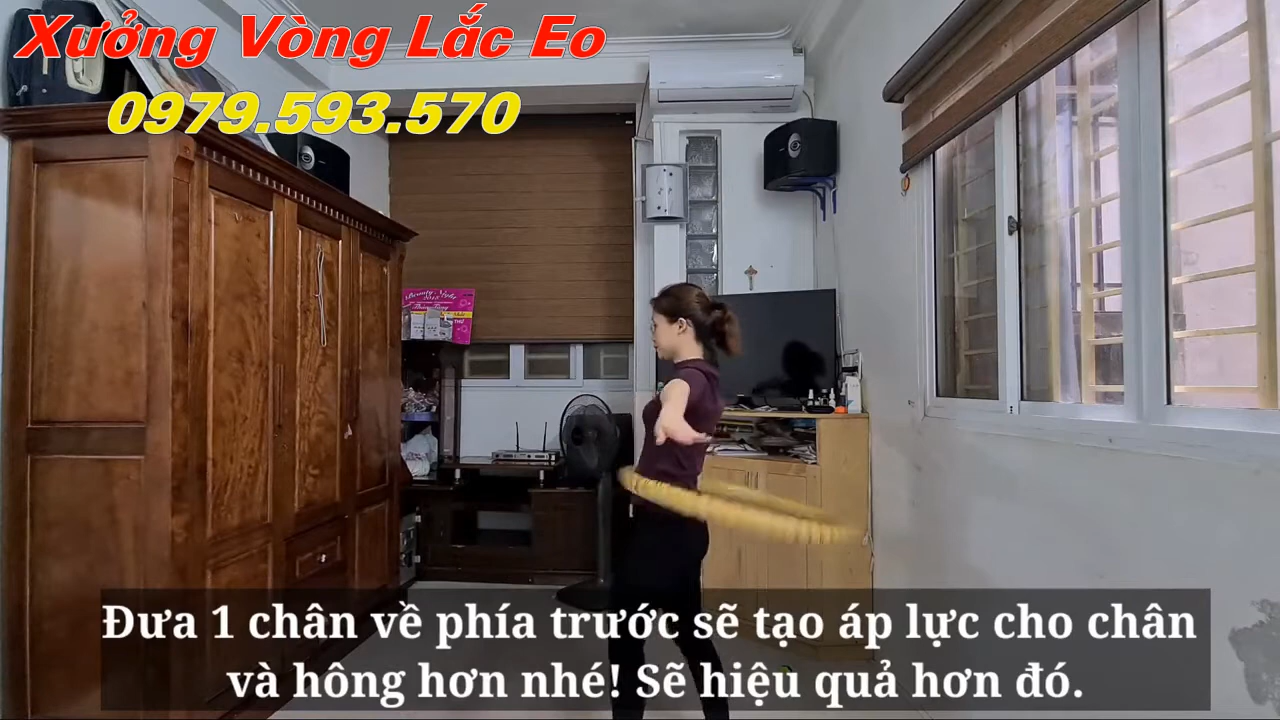 Xưởng Vòng Lắc Eo
0979.593.570
Đưa 1 chân về phía trước sẽ tạo áp lực cho chân
và hông hơn nhé! Sẽ hiệu quả hơn đó.